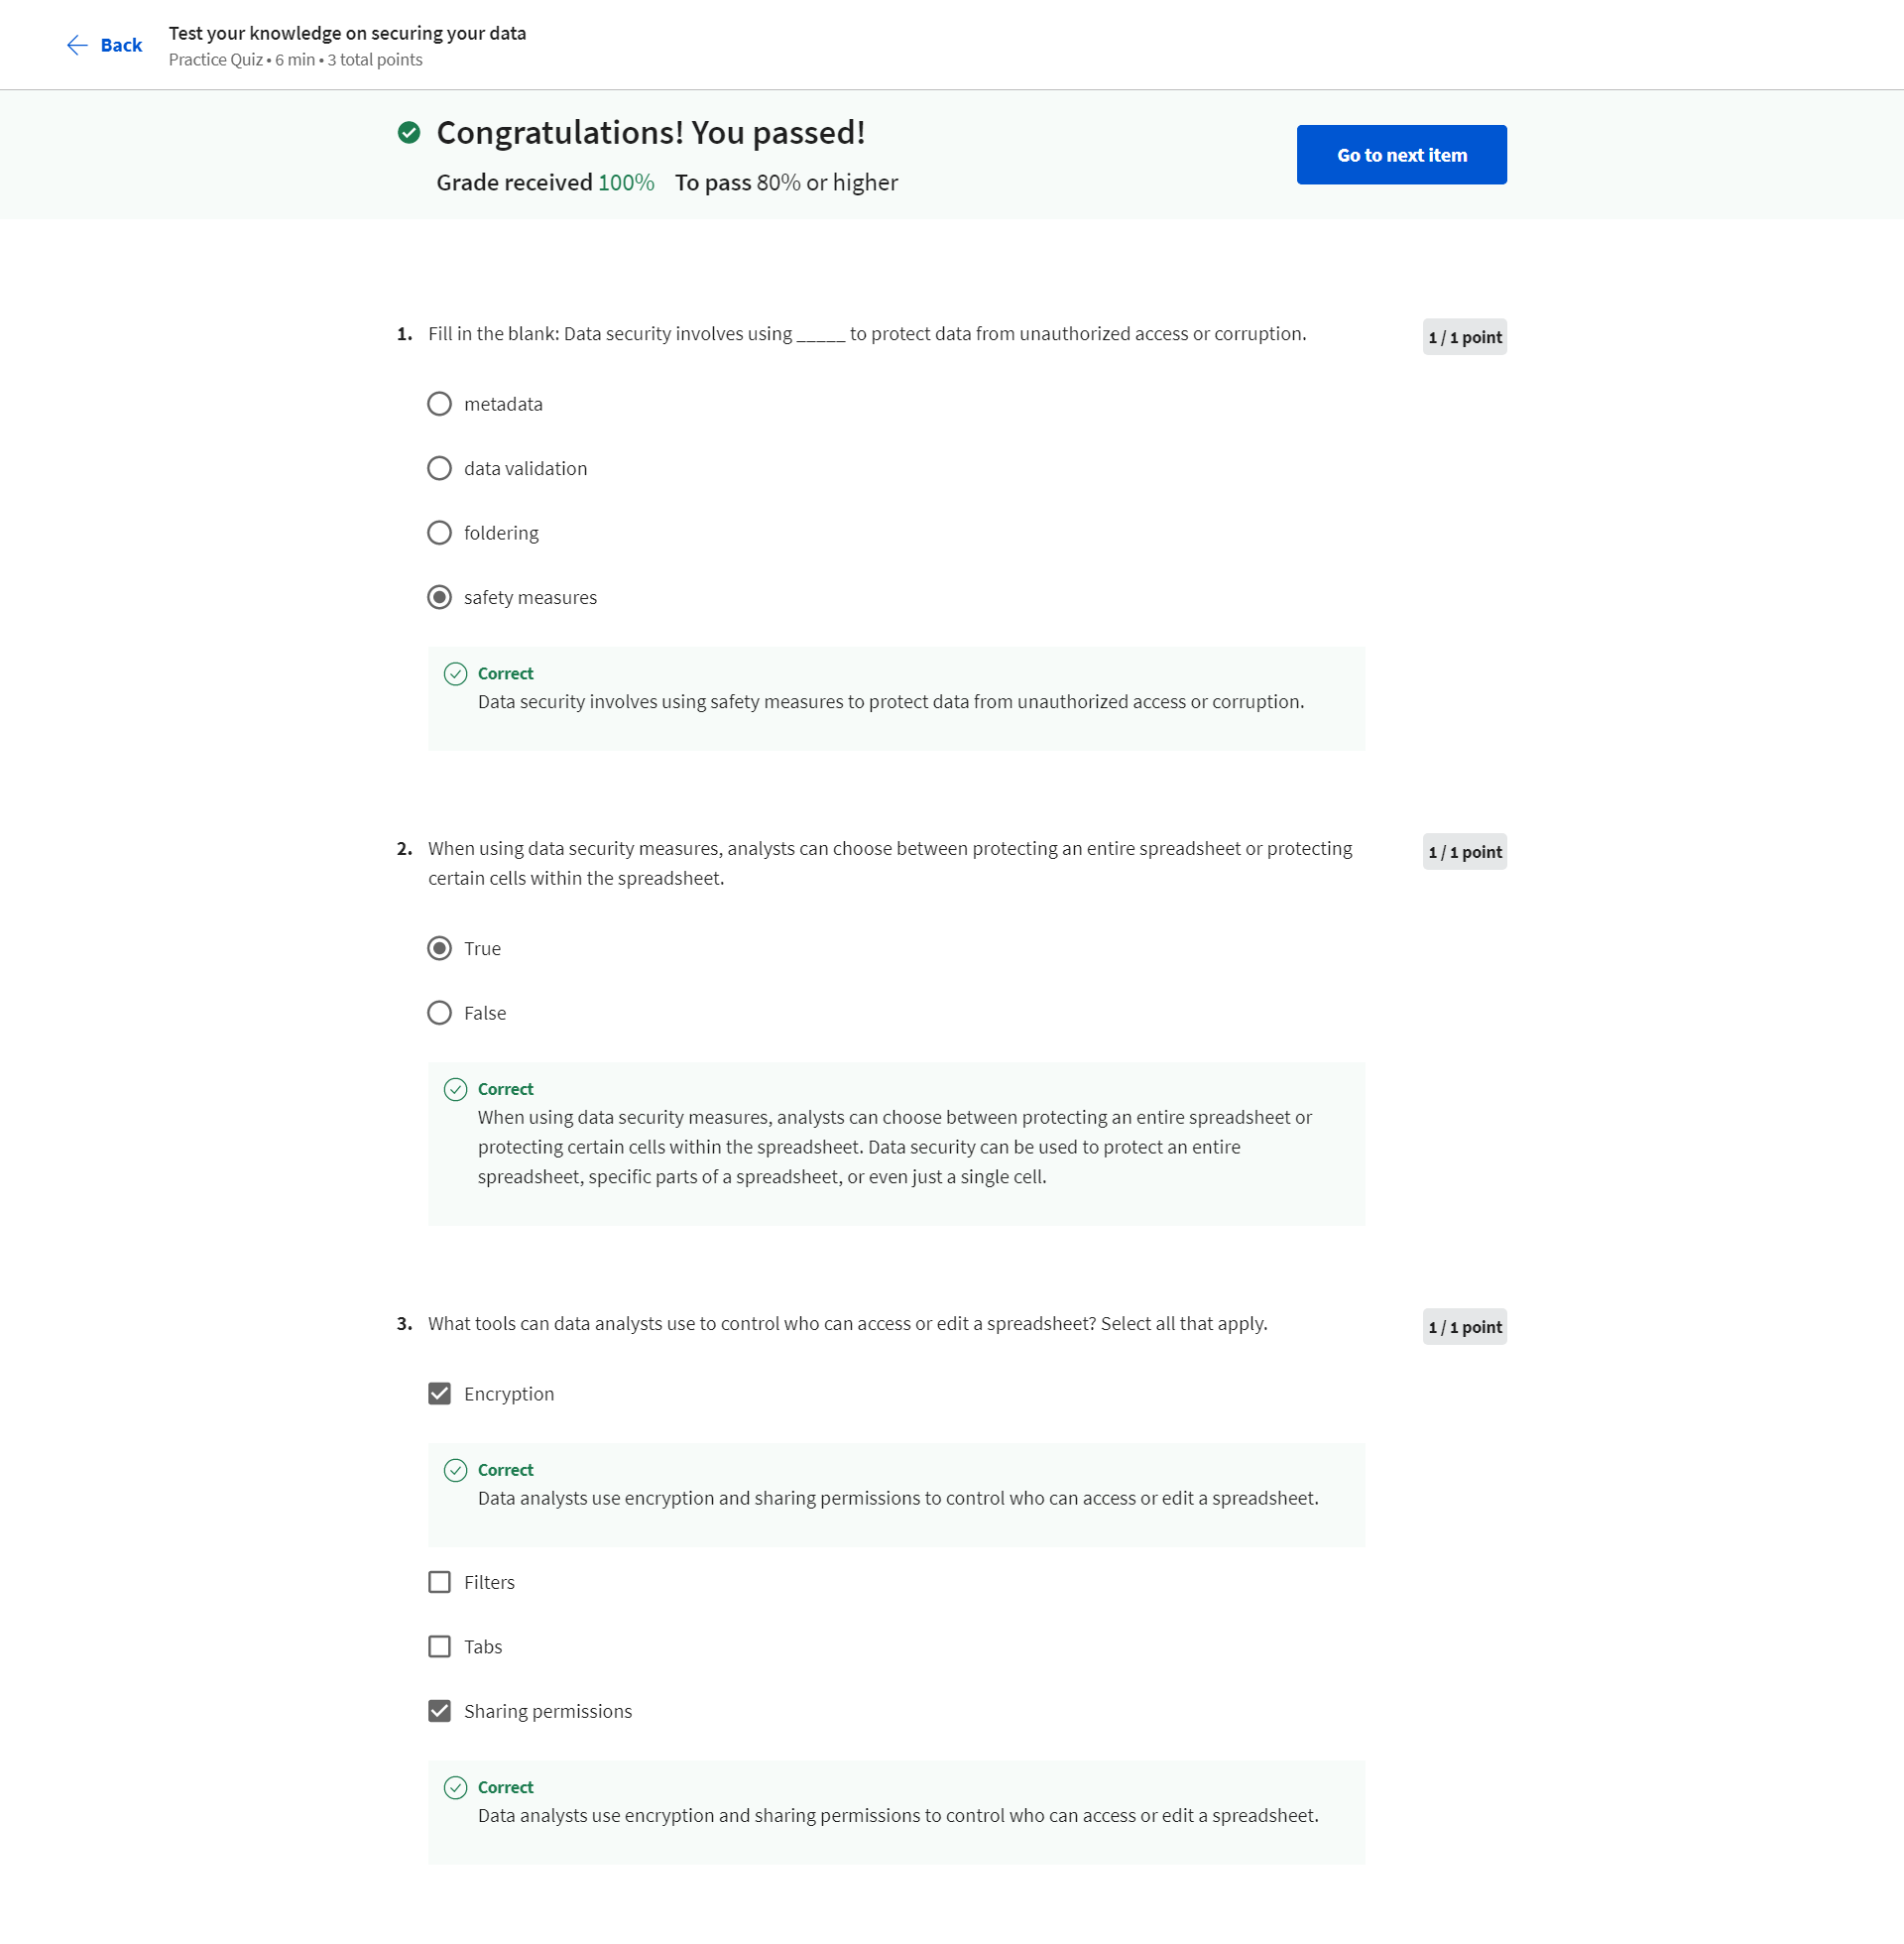 Back
Test your knowledge on securing your data
Practice Quiz • 6 min • 3 total points
Congratulations! You passed!
Grade received 100% To pass 80% or higher
Go to next item
1. Fill in the blank: Data security involves using _____ to protect data from unauthorized access or corruption.
1 / 1 point
metadata
data validation
foldering
safety measures
Correct
Data security involves using safety measures to protect data from unauthorized access or corruption.
2. When using data security measures, analysts can choose between protecting an entire spreadsheet or protecting
certain cells within the spreadsheet.
1 / 1 point
True
False
Correct
When using data security measures, analysts can choose between protecting an entire spreadsheet or
protecting certain cells within the spreadsheet. Data security can be used to protect an entire
spreadsheet, specific parts of a spreadsheet, or even just a single cell.
3. What tools can data analysts use to control who can access or edit a spreadsheet? Select all that apply.
1 / 1 point
Encryption
Correct
Data analysts use encryption and sharing permissions to control who can access or edit a spreadsheet.
Filters
Tabs
Sharing permissions
Correct
Data analysts use encryption and sharing permissions to control who can access or edit a spreadsheet.